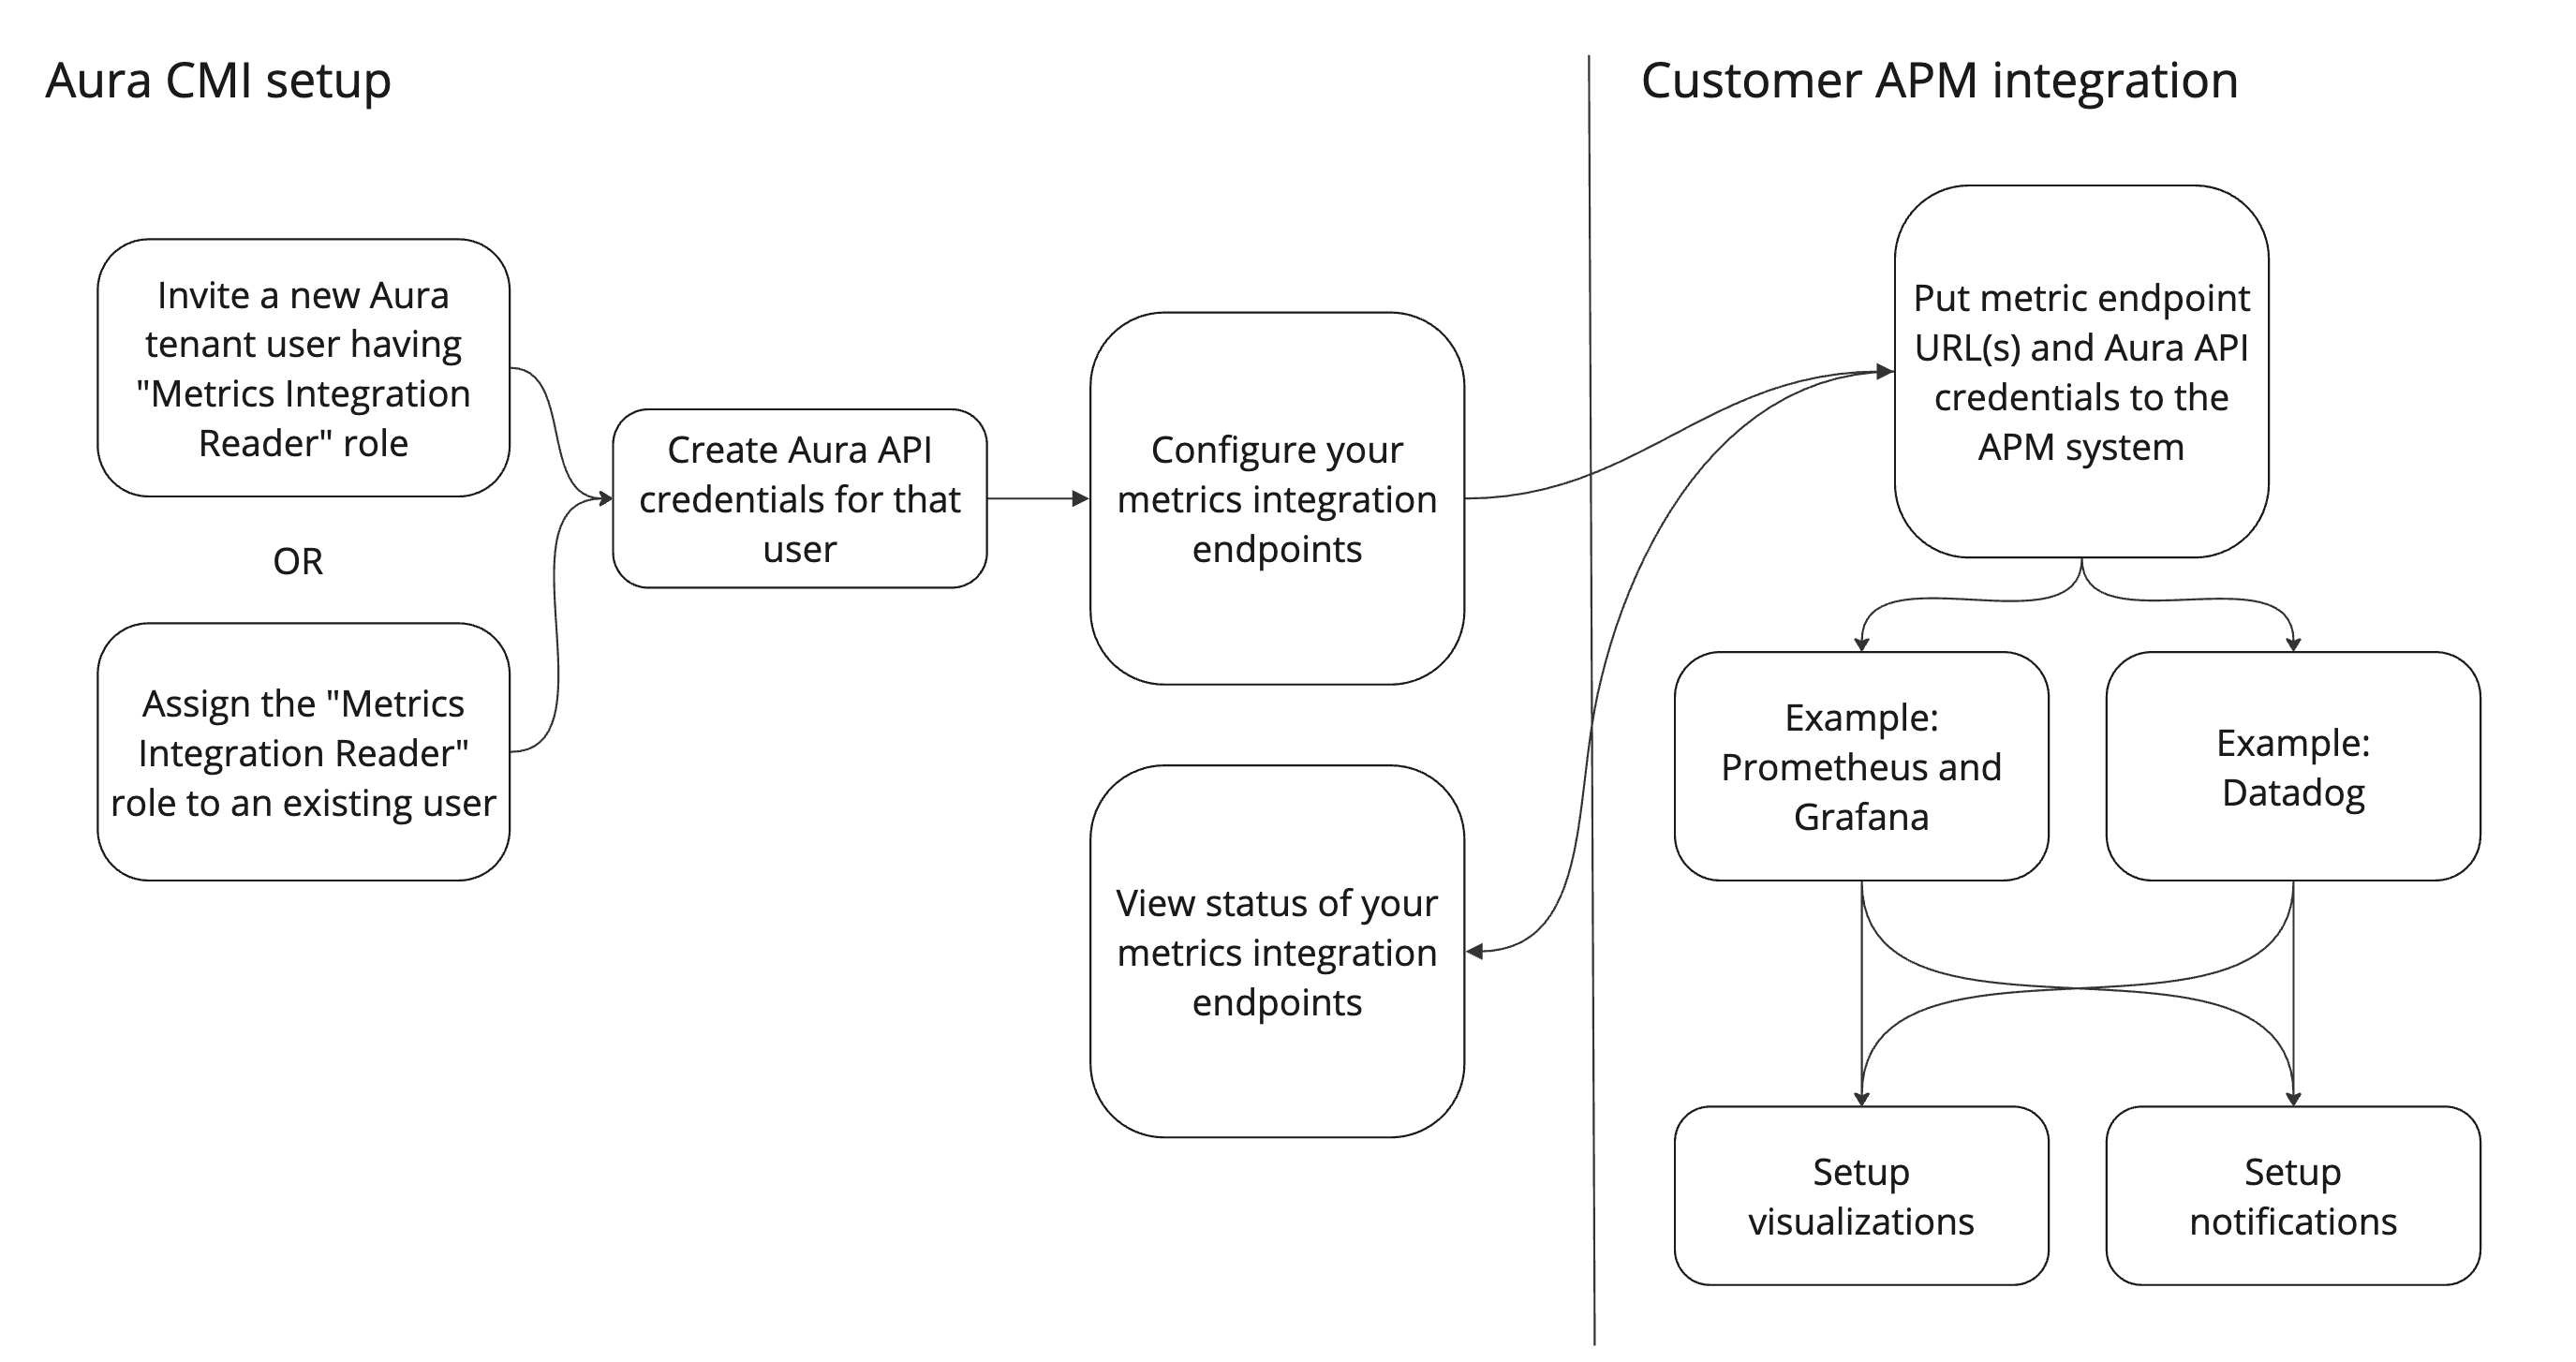 Aura CMI setup
Customer APM integration
Invite a new Aura
tenant user having
"Metrics Integration
Reader" role
OR
Assign the "Metrics
Integration Reader"
role to an existing user
Create Aura API
credentials for that
user
Configure your
metrics integration
endpoints
View status of your
metrics integration
endpoints
Put metric endpoint
URL(s) and Aura API
credentials to the
APM system
Example:
Prometheus and
Grafana
Example:
Datadog
Setup
visualizations
Setup
notifications